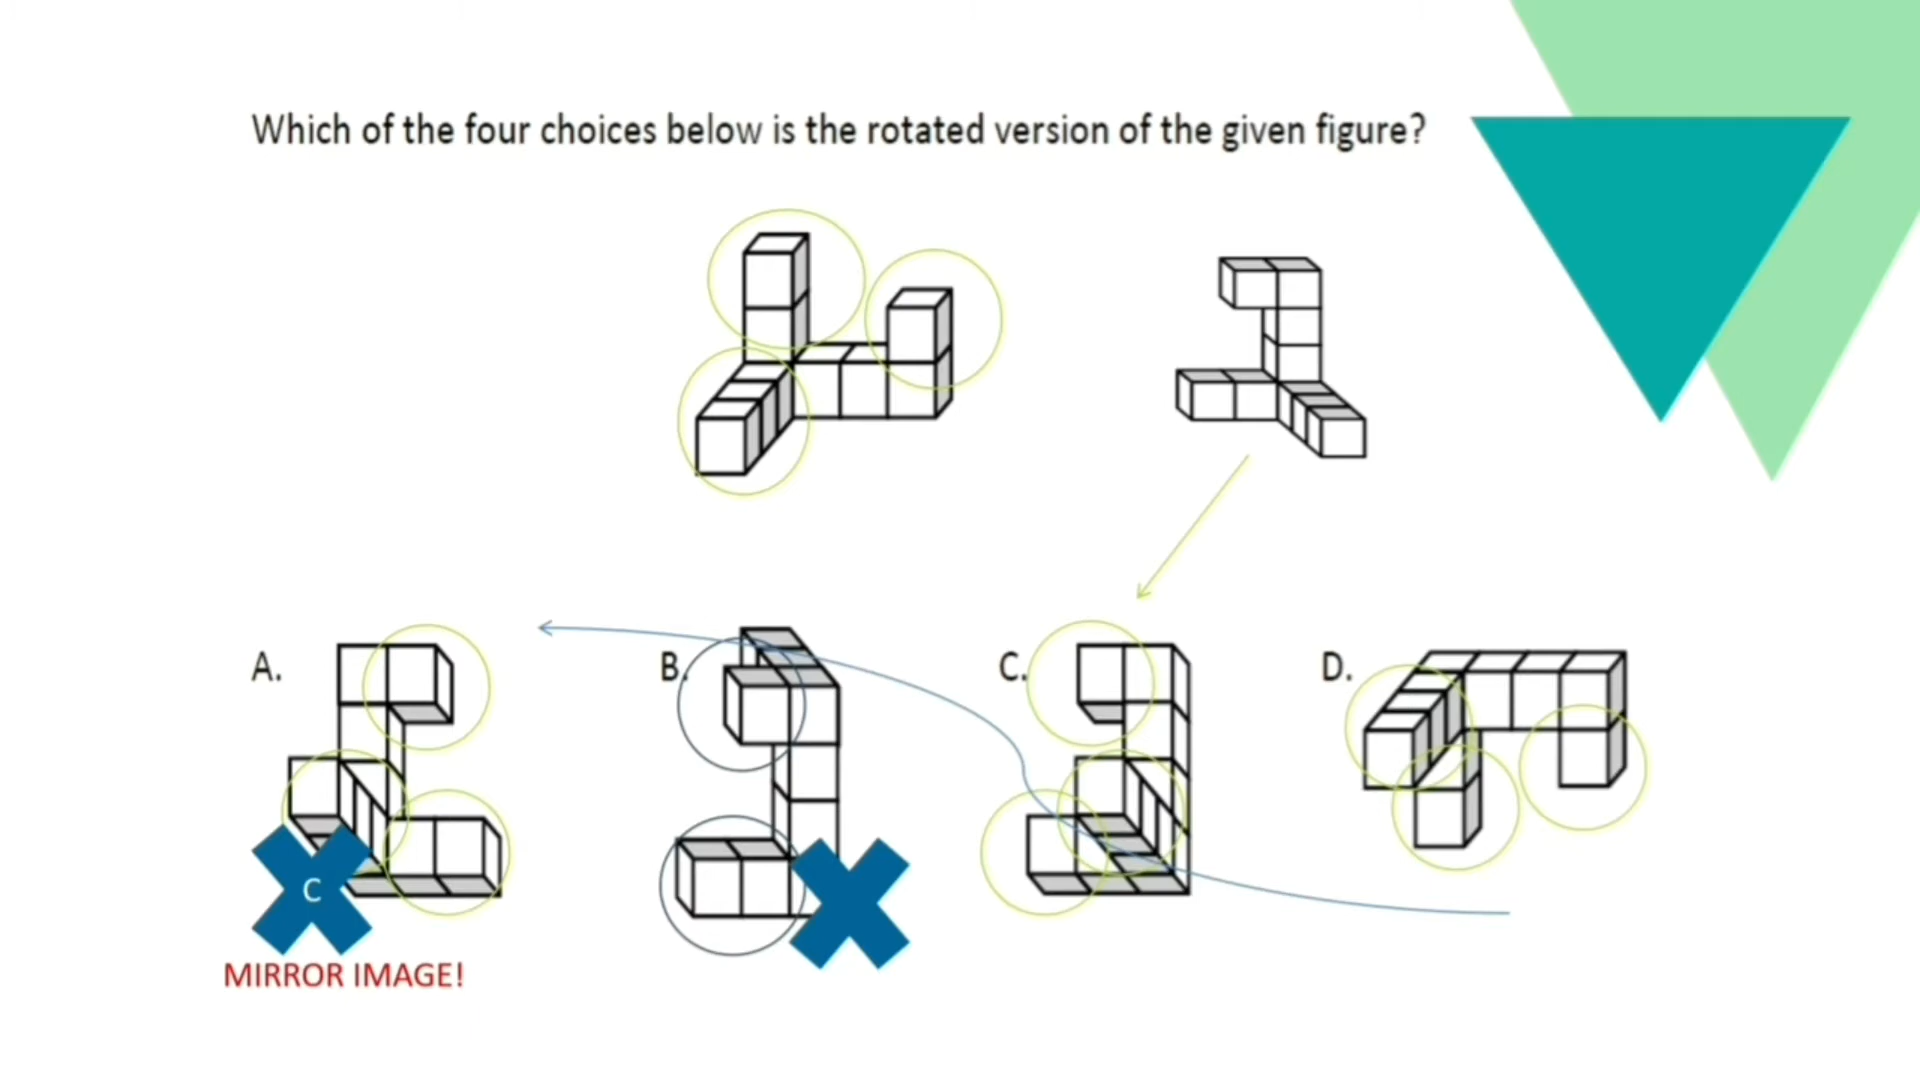 Which of the four choices below is the rotated version of the given figure?
A.
B.
C.
D.
C
MIRROR IMAGE!